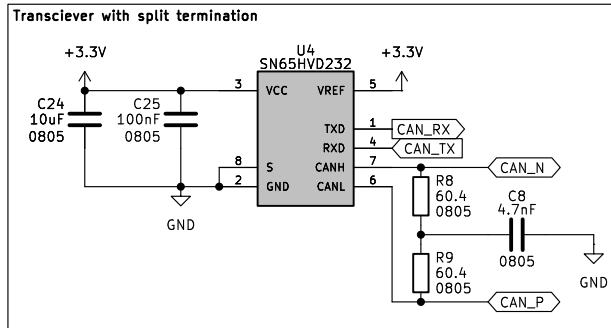 Transciever with split termination
+3.3V
U4
SN65HVD232
+3.3V
3 VCC VREF 5
C24
10uF
0805
C25
100nF
0805
TXD 1 CAN_RX
RXD 4 CAN_TX
8 S CANH 7 CAN_N
2 GND CANL 6
GND
R8
60.4
0805
C8
4.7nF
0805
GND
R9
60.4
0805
CAN_P